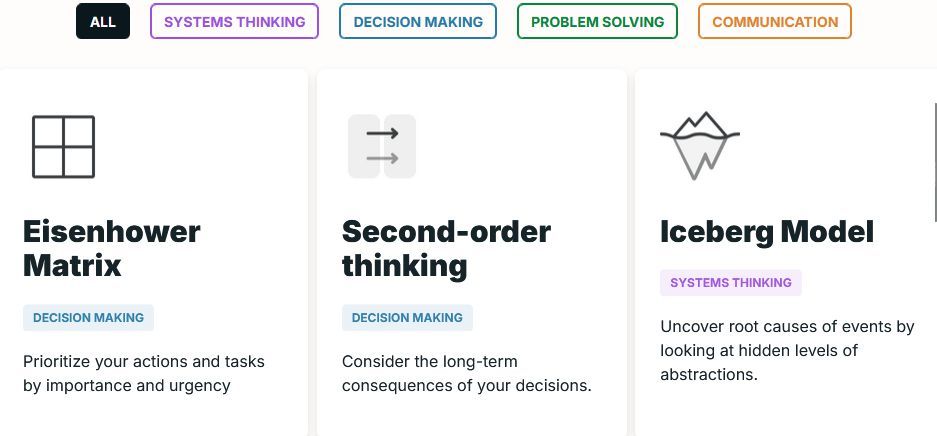 ALL
SYSTEMS THINKING
DECISION MAKING
PROBLEM SOLVING
COMMUNICATION
Eisenhower
Matrix
DECISION MAKING
Prioritize your actions and tasks
by importance and urgency
Second-order
thinking
DECISION MAKING
Consider the long-term
consequences of your decisions.
Iceberg Model
SYSTEMS THINKING
Uncover root causes of events by
looking at hidden levels of
abstractions.